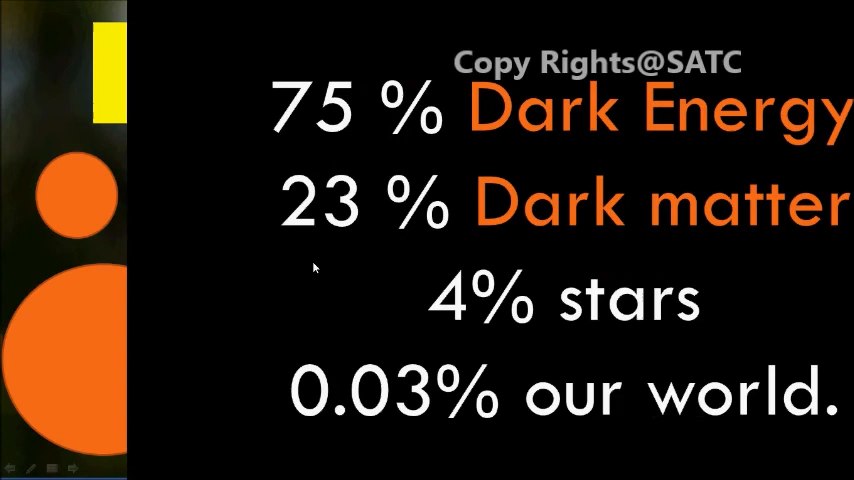 Copy Rights@SATC
75 % Dark Energy
23 % Dark matter
4% stars
0.03% our world.